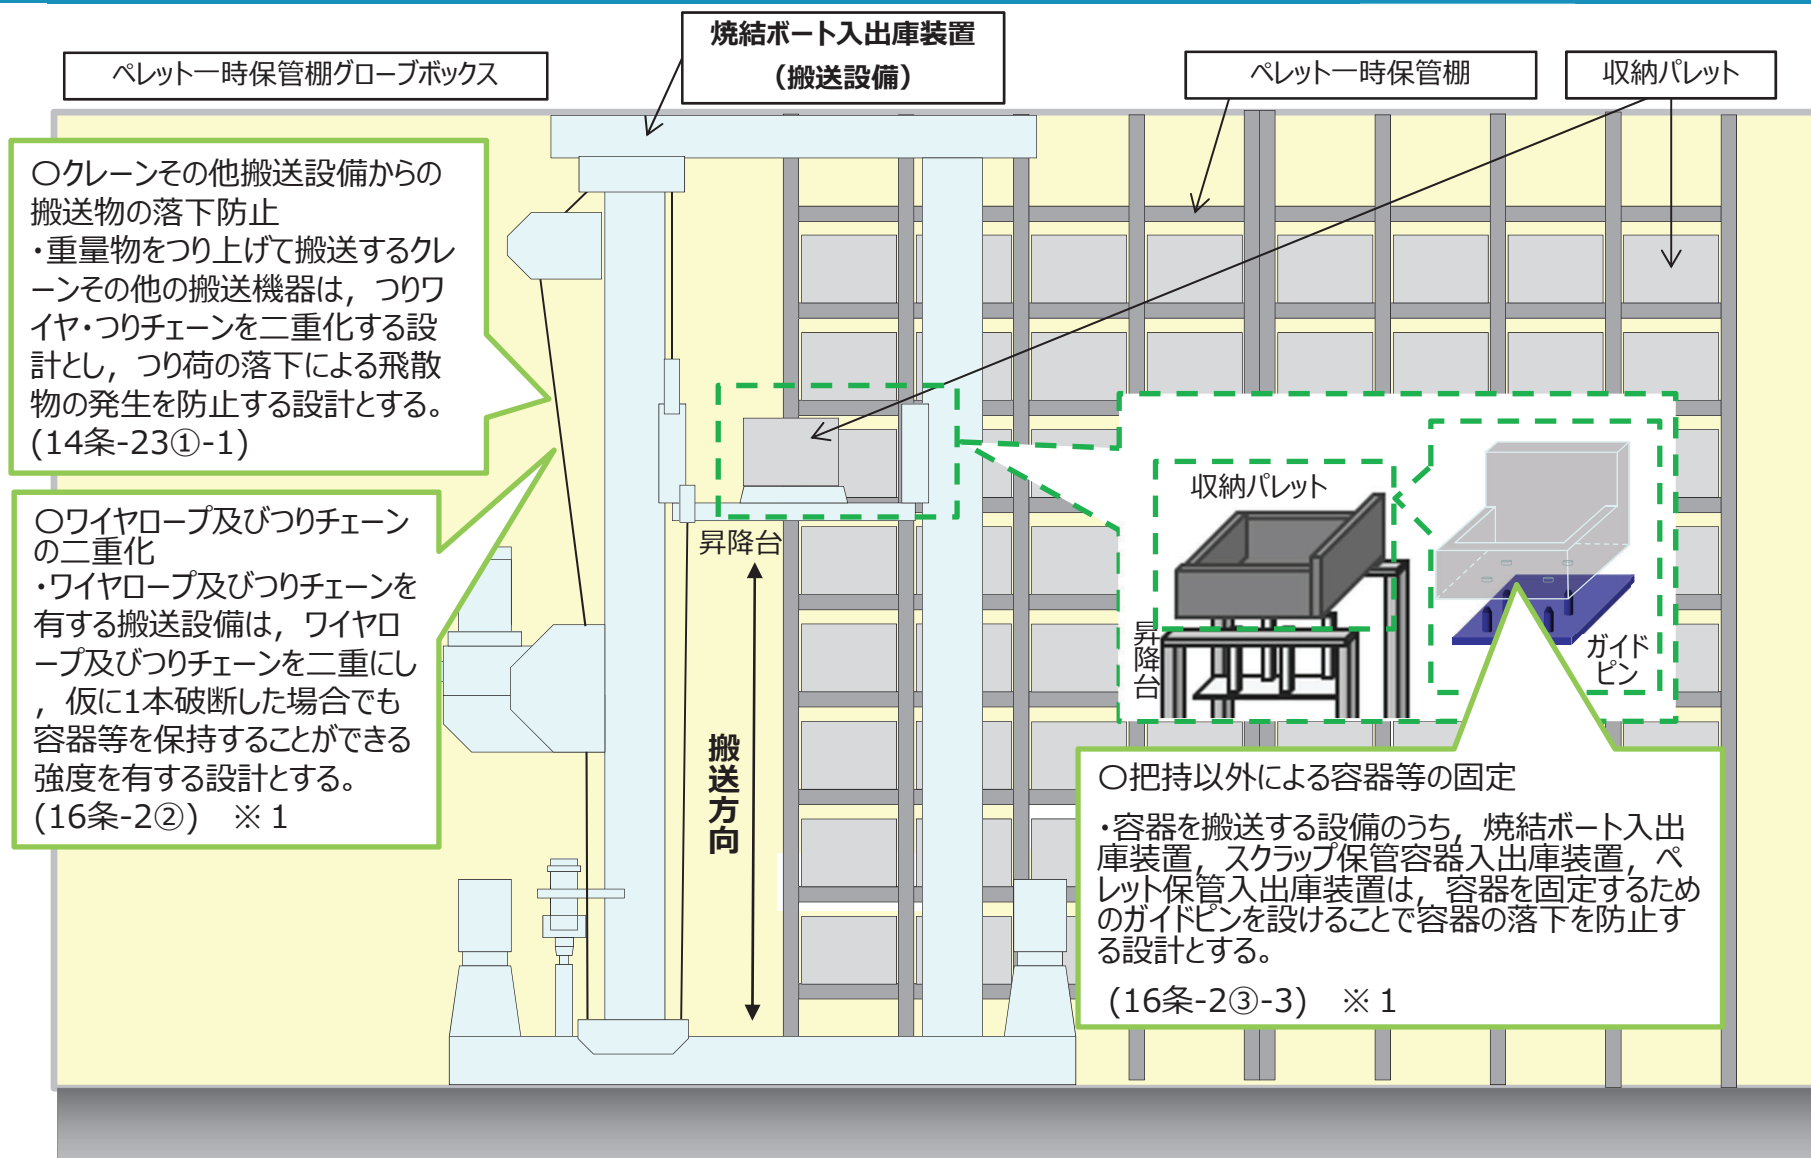 焼結ボート入出庫装置
（搬送設備）
ペレット一時保管棚グローブボックス
ペレット一時保管棚
収納パレット
〇クレーンその他搬送設備からの
搬送物の落下防止
・重量物をつり上げて搬送するクレ
ーンその他の搬送機器は，つりワ
イヤ・つりチェーンを二重化する設
計とし，つり荷の落下による飛散
物の発生を防止する設計とする。
(14条-23①-1)
〇ワイヤロープ及びつりチェーン
の二重化
・ワイヤロープ及びつりチェーンを
有する搬送設備は，ワイヤロ
ープ及びつりチェーンを二重にし
，仮に1本破断した場合でも
容器等を保持することができる
強度を有する設計とする。
(16条-2②)　※１
昇降台
搬送方向
収納パレット
昇降台
ガイド
ピン
〇把持以外による容器等の固定
・容器を搬送する設備のうち，焼結ボート入出
庫装置，スクラップ保管容器入出庫装置，ペ
レット保管入出庫装置は，容器を固定するため
のガイドピンを設けることで容器の落下を防止す
る設計とする。
(16条-2③-3)　※１